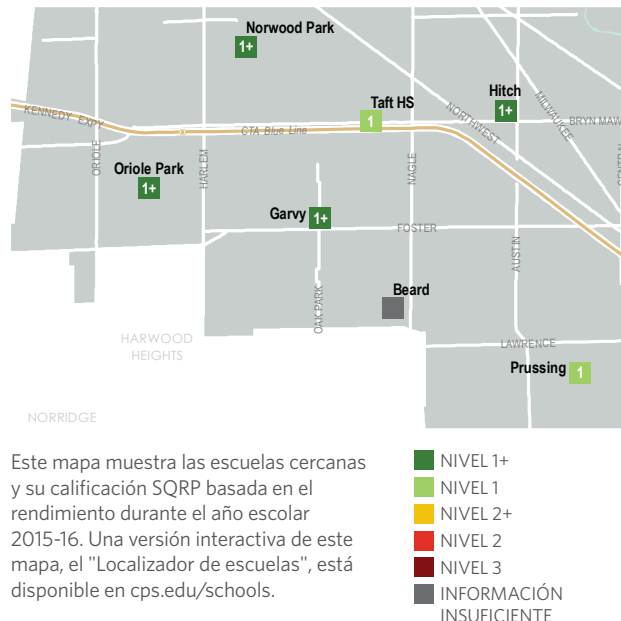 Norwood Park
1+
Taft HS
1
Hitch
1+
KENNEDY EXPY
CTA Blue Line
NORTHWEST
MILWAUKEE
BRYN MAW
ORIOLE
HARLEM
NAGLE
CENTRAL
Oriole Park
1+
Garvy
1+
FOSTER
AUSTIN
OAK PARK
Beard
LAWRENCE
Prussing
1
HARWOOD
HEIGHTS
NORRIDGE
Este mapa muestra las escuelas cercanas
y su calificación SQRP basada en el
rendimiento durante el año escolar
2015-16. Una versión interactiva de este
mapa, el "Localizador de escuelas", está
disponible en cps.edu/schools.
NIVEL 1+
NIVEL 1
NIVEL 2+
NIVEL 2
NIVEL 3
INFORMACIÓN
INSUFICIENTE